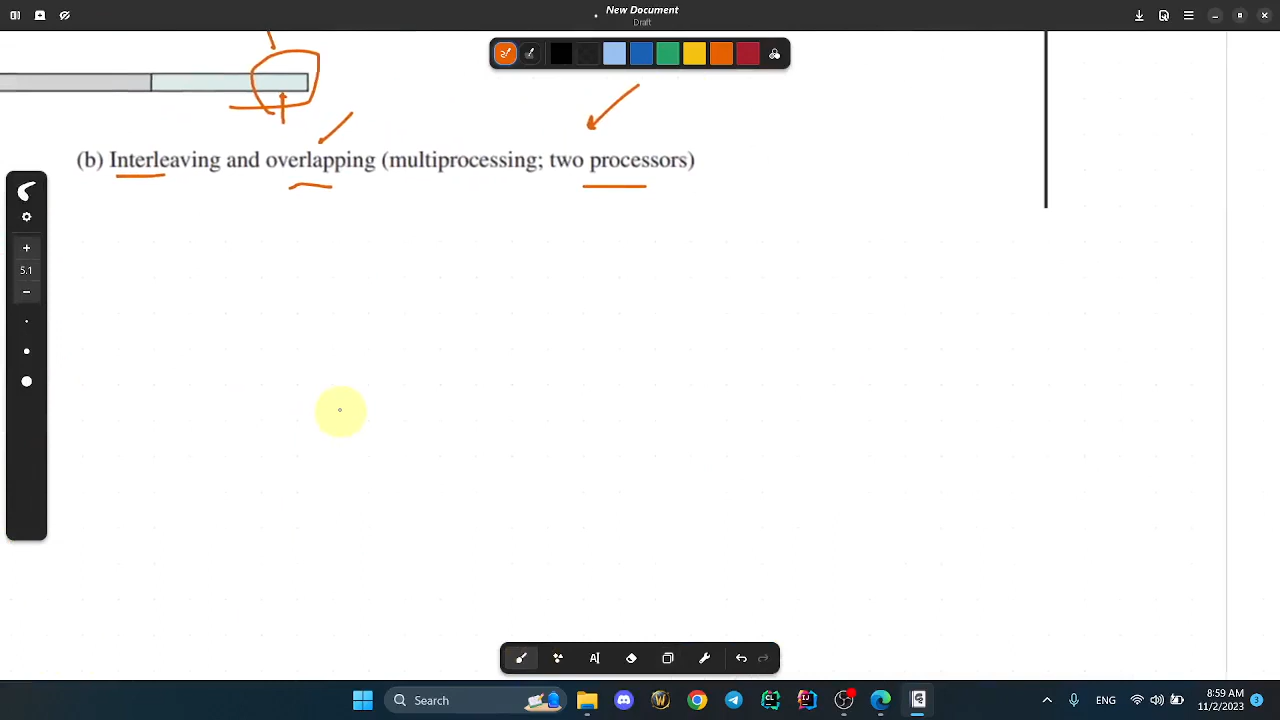 New Document
Draft
(b) Interleaving and overlapping (multiprocessing; two processors)
5.1
Search
ENG
8:59 AM
11/2/2023
3